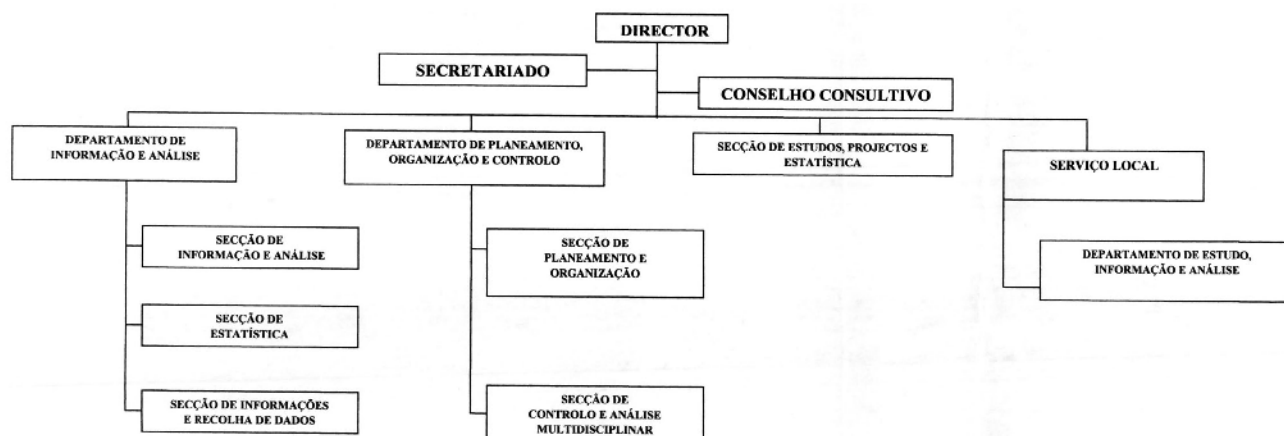 DIRECTOR
SECRETARIADO
CONSELHO CONSULTIVO
DEPARTAMENTO DE
INFORMAÇÃO E ANÁLISE
DEPARTAMENTO DE PLANEAMENTO,
ORGANIZAÇÃO E CONTROLO
SECÇÃO DE ESTUDOS, PROJECTOS E
ESTATÍSTICA
SERVIÇO LOCAL
SECÇÃO DE
INFORMAÇÃO E ANÁLISE
SECÇÃO DE
PLANEAMENTO E
ORGANIZAÇÃO
DEPARTAMENTO DE ESTUDO,
INFORMAÇÃO E ANÁLISE
SECÇÃO DE
ESTATÍSTICA
SECÇÃO DE INFORMAÇÕES
E RECOLHA DE DADOS
SECÇÃO DE
CONTROLO E ANÁLISE
MULTIDISCIPLINAR